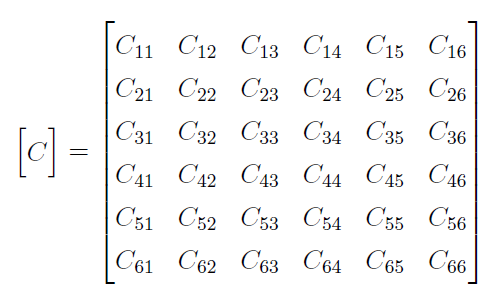 C₁₁ C₁₂ C₁₃ C₁₄ C₁₅ C₁₆
C₂₁ C₂₂ C₂₃ C₂₄ C₂₅ C₂₆
C₃₁ C₃₂ C₃₃ C₃₄ C₃₅ C₃₆
[C] =
C₄₁ C₄₂ C₄₃ C₄₄ C₄₅ C₄₆
C₅₁ C₅₂ C₅₃ C₅₄ C₅₅ C₅₆
C₆₁ C₆₂ C₆₃ C₆₄ C₆₅ C₆₆